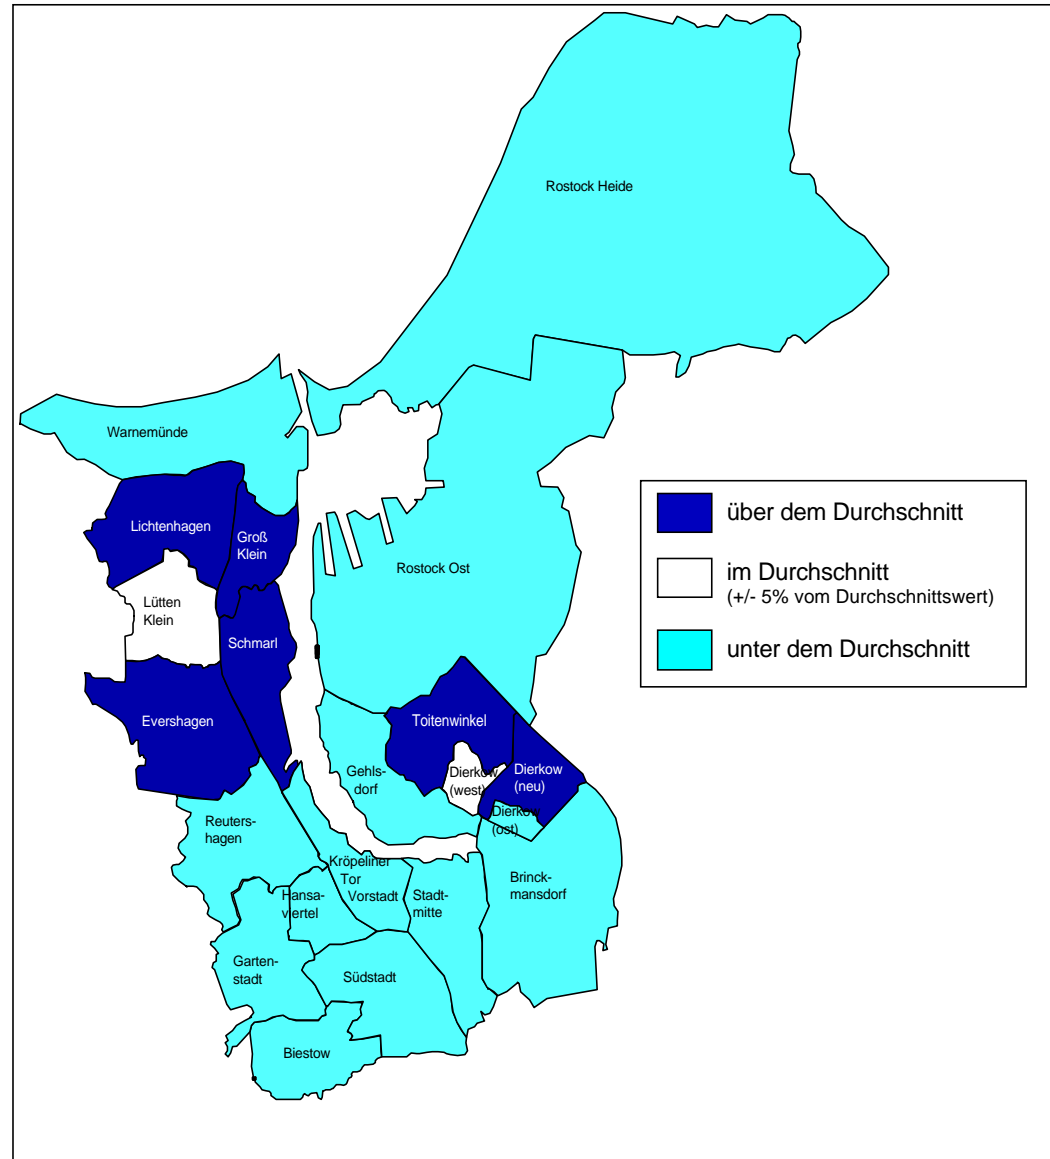 Rostock Heide
Warnemünde
Lichtenhagen
Groß
Klein
Rostock Ost
Lütten
Klein
Schmarl
Evershagen
Toitenwinkel
Gehls-
dorf
Dierkow
(west)
Dierkow
(neu)
Dierkow
(ost)
Reuters-
hagen
Kröpeliner
Tor
Vorstadt
Hansa-
viertel
Stadt-
mitte
Brinck-
mansdorf
Garten-
stadt
Südstadt
Biestow
über dem Durchschnitt
im Durchschnitt
(+/- 5% vom Durchschnittswert)
unter dem Durchschnitt